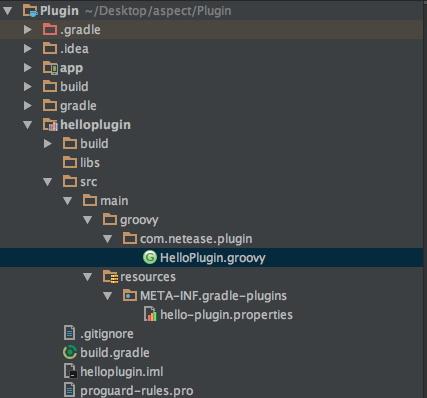 Plugin ~/Desktop/aspect/Plugin
.gradle
.idea
app
build
gradle
helloplugin
build
libs
src
main
groovy
com.netease.plugin
HelloPlugin.groovy
resources
META-INF.gradle-plugins
hello-plugin.properties
.gitignore
build.gradle
helloplugin.iml
proguard-rules.pro